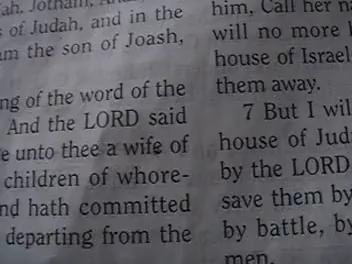 of Judah, and in the
am the son of Joash,
ng of the word of the
And the LORD said
e unto thee a wife of
children of whore-
nd hath committed
departing from the
him, Call her
will no more
house of Israel
them away.
7 But I wil
house of Jud
by the LORD
save them by
by battle, by
men.